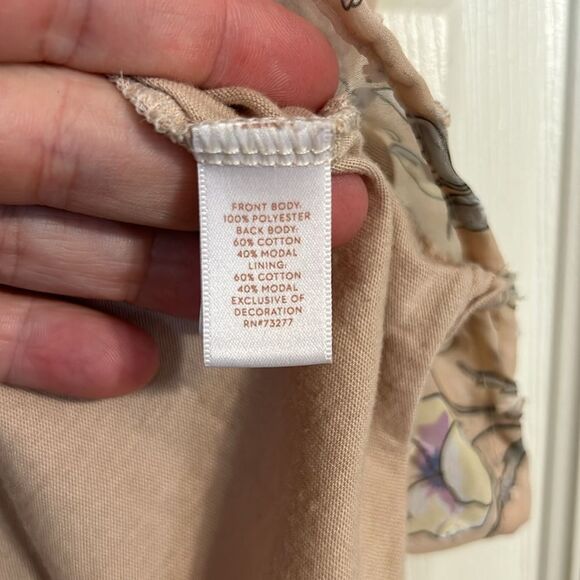 FRONT BODY:
100% POLYESTER
BACK BODY:
60% COTTON
40% MODAL
LINING:
60% COTTON
40% MODAL
EXCLUSIVE OF
DECORATION
RN#73277